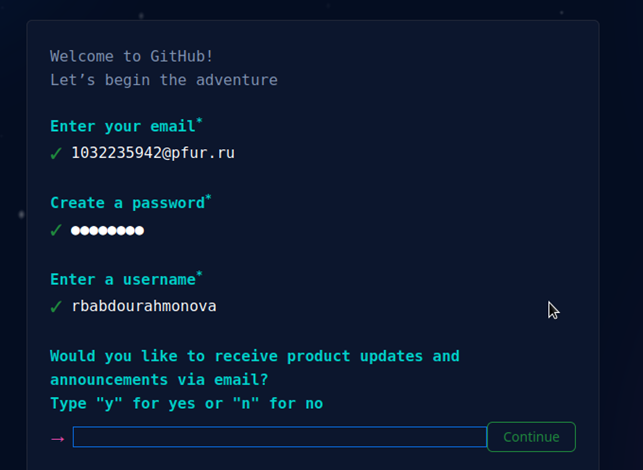 Welcome to GitHub!
Let’s begin the adventure
Enter your email*
✓ 1032235942@pfur.ru
Create a password*
✓ ●●●●●●●●
Enter a username*
✓ rbabdourahmonova
Would you like to receive product updates and
announcements via email?
Type "y" for yes or "n" for no
→ Continue